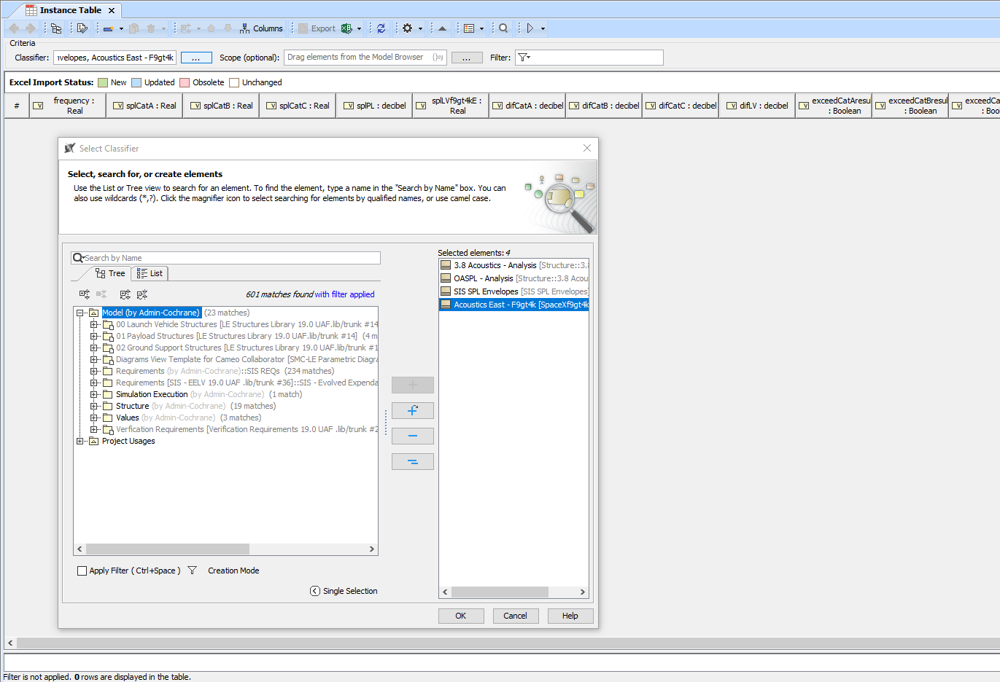 Instance Table
Columns
Export
Criteria
Classifier: nvelopes, Acoustics East - F9gt4k ... Scope (optional): Drag elements from the Model Browser ... Filter:
Excel Import Status: New Updated Obsolete Unchanged
# frequency : Real splCatA : Real splCatB : Real splCatC : Real splPL : decibel splLVf9gt4kE : Real difCatA : decibel difCatB : decibel difCatC : decibel difLV : decibel exceedCatAresul : Boolean exceedCatBresul : Boolean exceedCa : Boo
Select Classifier
Select, search for, or create elements
Use the List or Tree view to search for an element. To find the element, type a name in the "Search by Name" box. You can
also use wildcards (*,?). Click the magnifier icon to select searching for elements by qualified names, or use camel case.
Search by Name
Tree List
601 matches found with filter applied
Model (by Admin-Cochrane) (23 matches)
00 Launch Vehicle Structures [LE Structures Library 19.0 UAF.lib/trunk #14
01 Payload Structures [LE Structures Library 19.0 UAF.lib/trunk #14] (4 m
02 Ground Support Structures [LE Structures Library 19.0 UAF.lib/trunk #1
Diagrams View Template for Cameo Collaborator [SMC-LE Parametric Diagra
Requirements (by Admin-Cochrane)::SIS REQs (234 matches)
Requirements [SIS - EELV 19.0 UAF .lib/trunk #36]::SIS - Evolved Expenda
Simulation Execution (by Admin-Cochrane) (1 match)
Structure (by Admin-Cochrane) (19 matches)
Values (by Admin-Cochrane) (3 matches)
Verfication Requirements [Verification Requirements 19.0 UAF .lib/trunk #2
Project Usages
Apply Filter ( Ctrl+Space ) Creation Mode
Single Selection
Selected elements: 4
3.8 Acoustics - Analysis [Structure::3.8
OASPL - Analysis [Structure::3.8 Acou
SIS SPL Envelopes [SIS SPL Envelopes]
Acoustics East - F9gt4k [SpaceXf9gt4k
OK Cancel Help
Filter is not applied. 0 rows are displayed in the table.